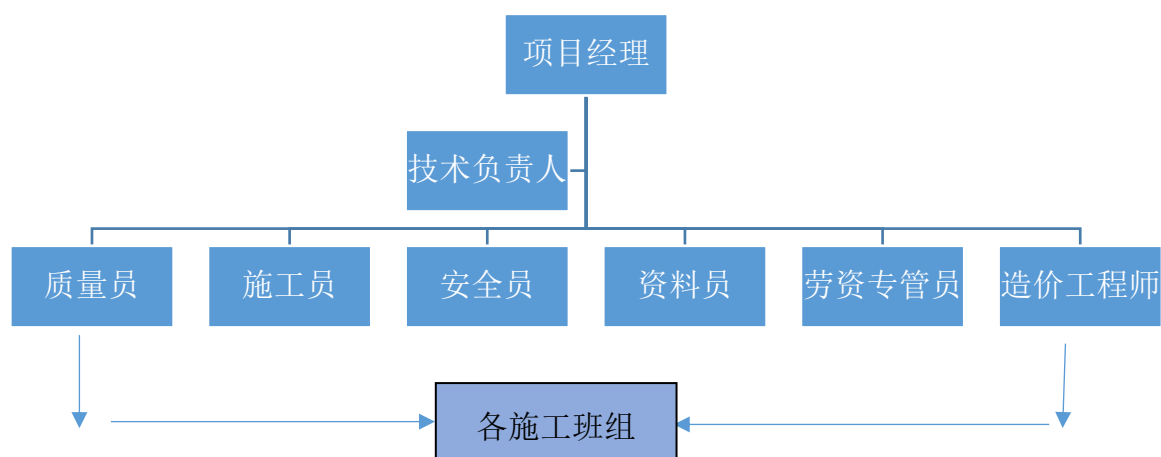 项目经理
技术负责人
质量员
施工员
安全员
资料员
劳资专管员
造价工程师
各施工班组